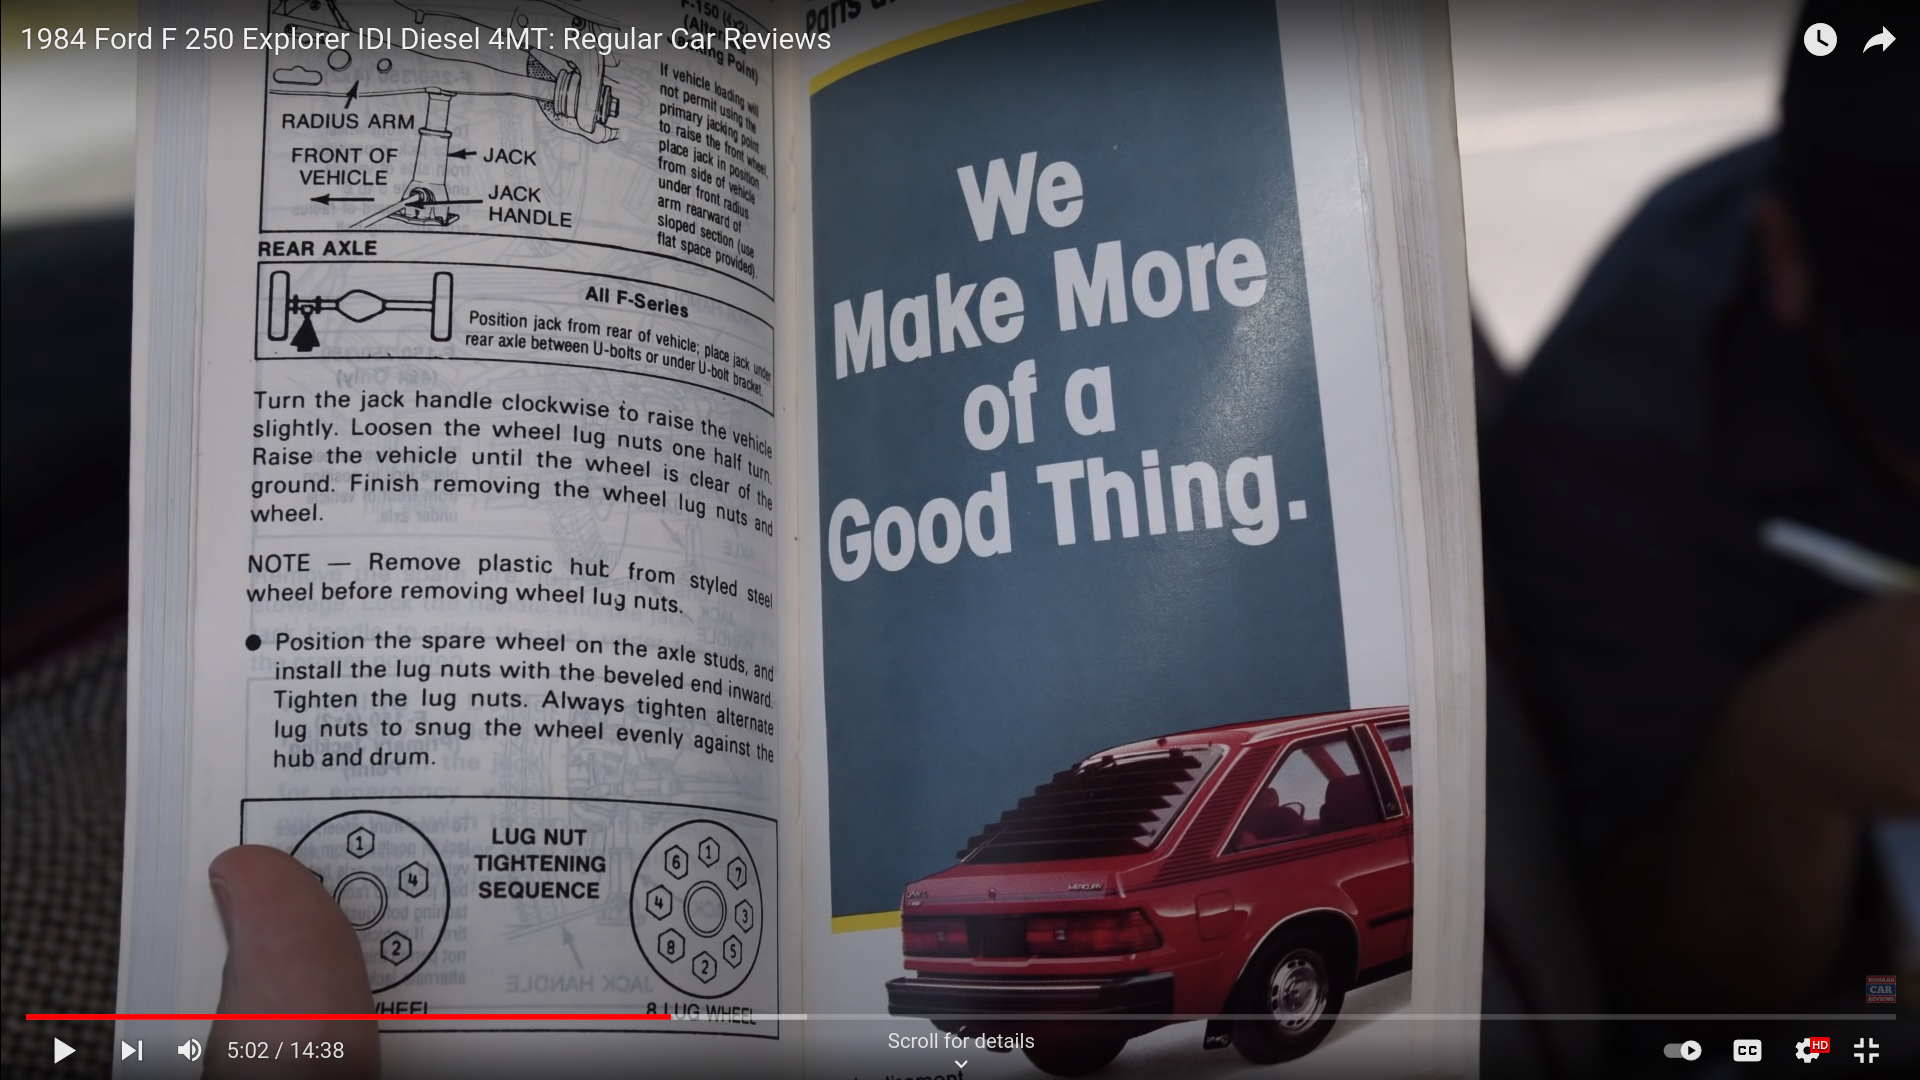 1984 Ford F 250 Explorer IDI Diesel 4MT: Regular Car Reviews
F-150 (4x2)
Point)
If vehicle loading will
not permit using the
primary jacking point
to raise the front wheel,
place jack in position
from side of vehicle
under front radius
arm rearward of
sloped section (use
flat space provided).
RADIUS ARM
FRONT OF
VEHICLE
JACK
JACK
HANDLE
REAR AXLE
All F-Series
Position jack from rear of vehicle; place jack under
rear axle between U-bolts or under U-bolt bracket.
Turn the jack handle clockwise to raise the vehicle
slightly. Loosen the wheel lug nuts one half turn.
Raise the vehicle until the wheel is clear of the
ground. Finish removing the wheel lug nuts and
wheel.
NOTE — Remove plastic hub from styled steel
wheel before removing wheel lug nuts.
● Position the spare wheel on the axle studs, and
install the lug nuts with the beveled end inward.
Tighten the lug nuts. Always tighten alternate
lug nuts to snug the wheel evenly against the
hub and drum.
LUG NUT
TIGHTENING
SEQUENCE
1
4
2
1
7
3
5
2
8
4
6
8 LUG WHEEL
Parts
We
Make More
of a
Good Thing.
MERCURY
REGULAR
CAR
REVIEWS
5:02 / 14:38
Scroll for details
CC
HD